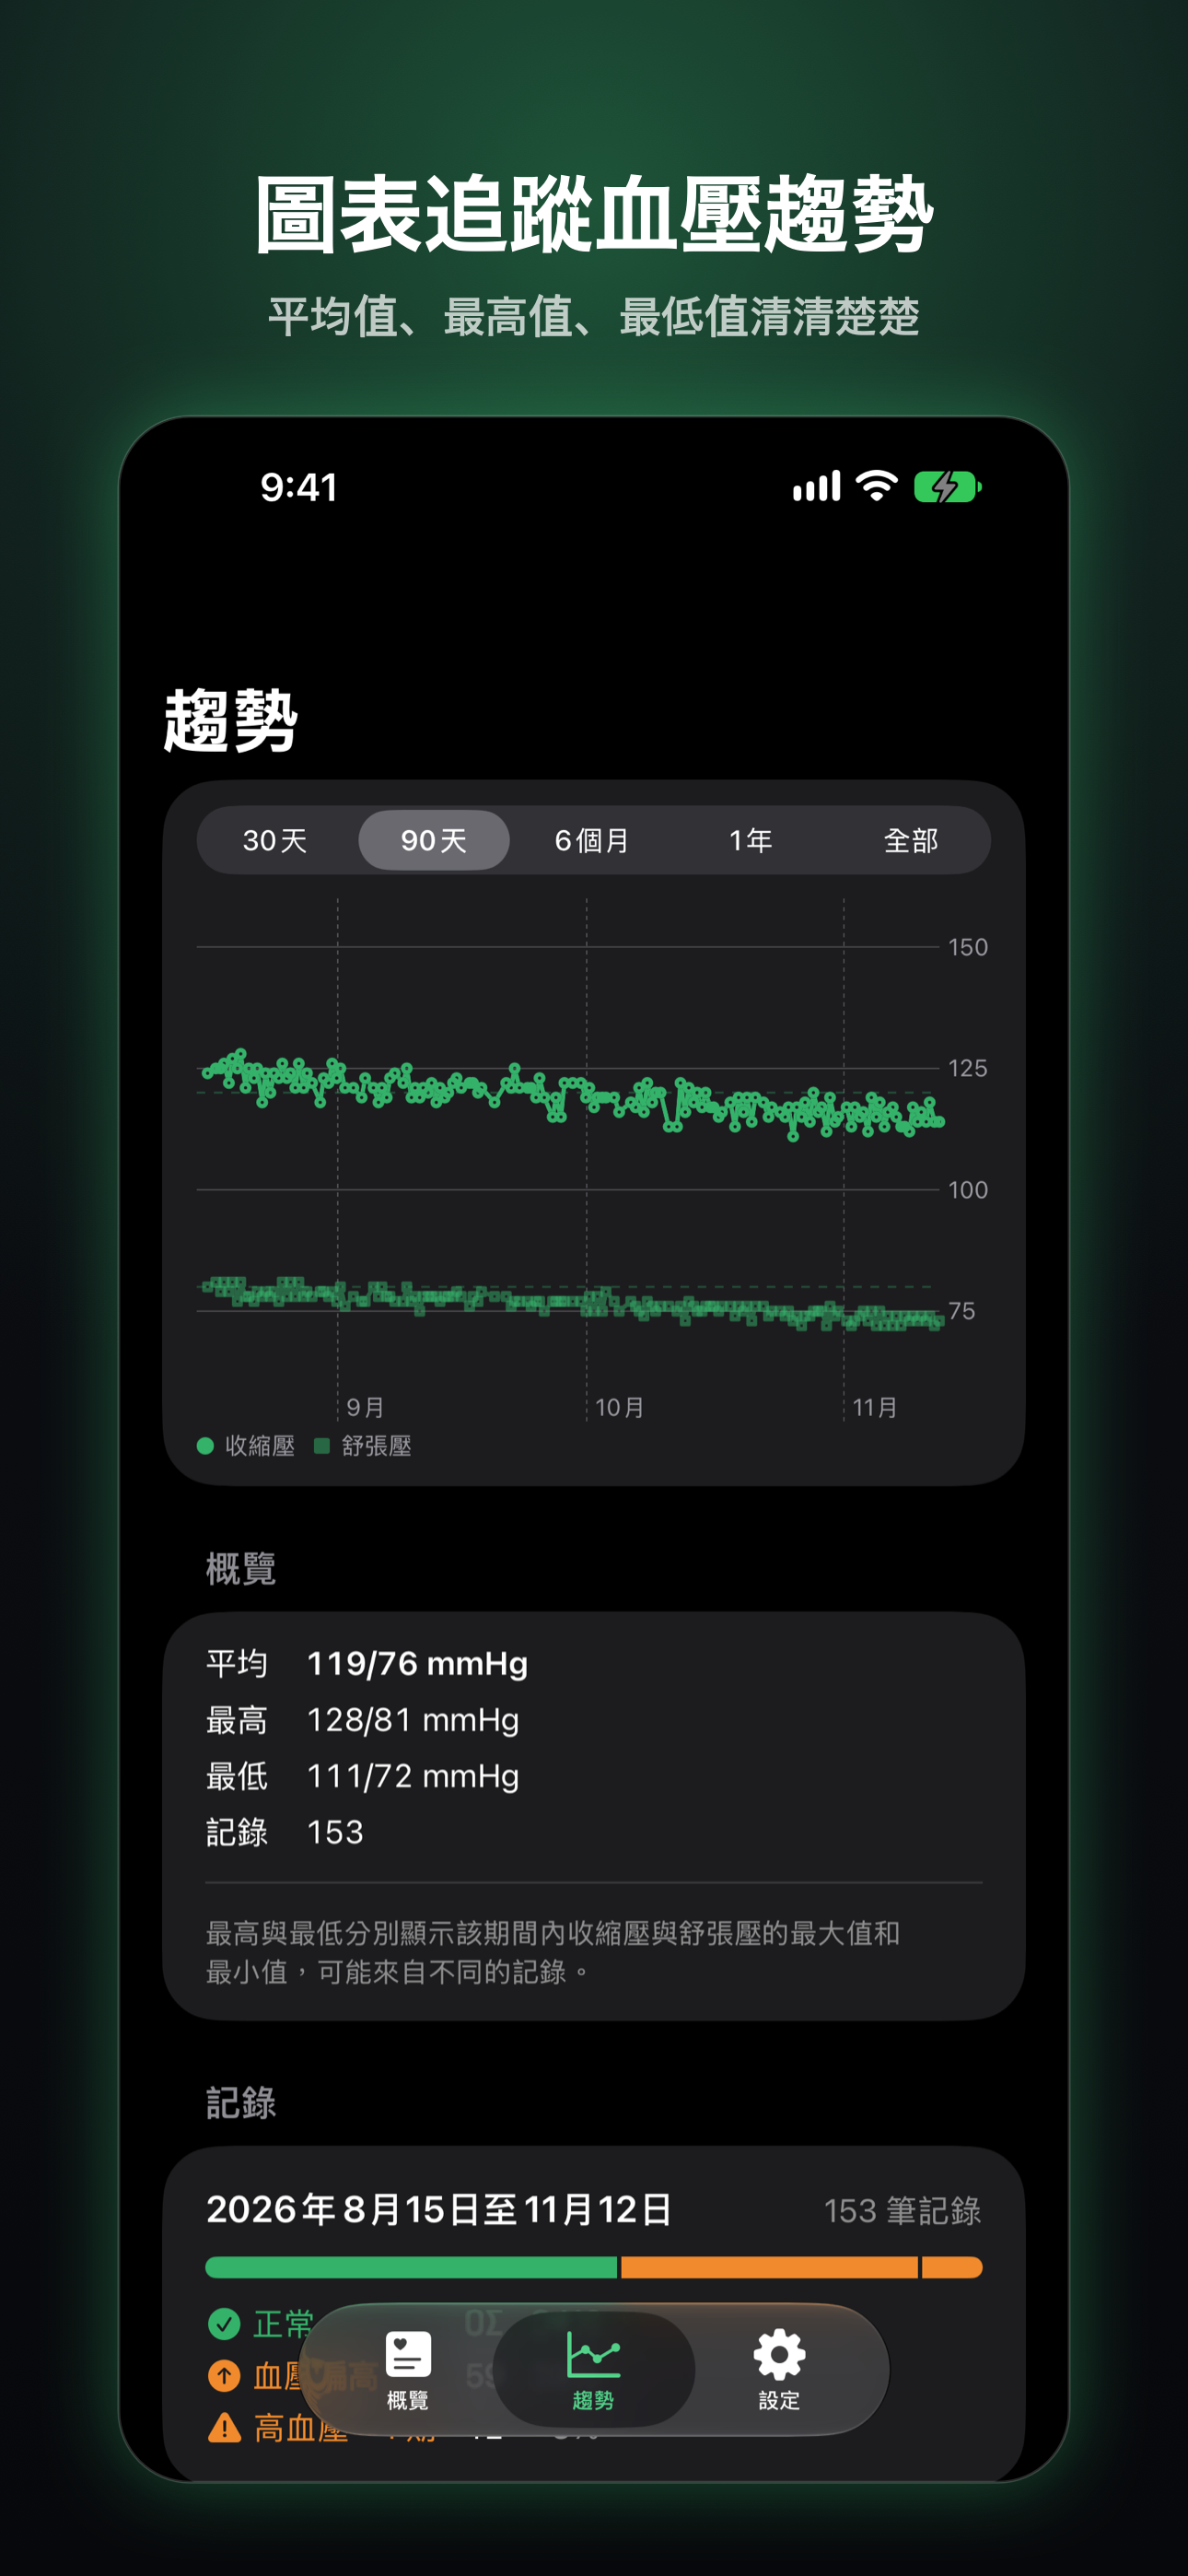 圖表追蹤血壓趨勢
平均值、最高值、最低值清清楚楚
9:41
趨勢
30天 90天 6個月 1年 全部
150
125
100
75
9月 10月 11月
收縮壓 舒張壓
概覽
平均 119/76 mmHg
最高 128/81 mmHg
最低 111/72 mmHg
記錄 153
最高與最低分別顯示該期間內收縮壓與舒張壓的最大值和
最小值，可能來自不同的記錄。
記錄
2026年8月15日至11月12日 153 筆記錄
正常
血壓偏高 59
高血壓
概覽 趨勢 設定